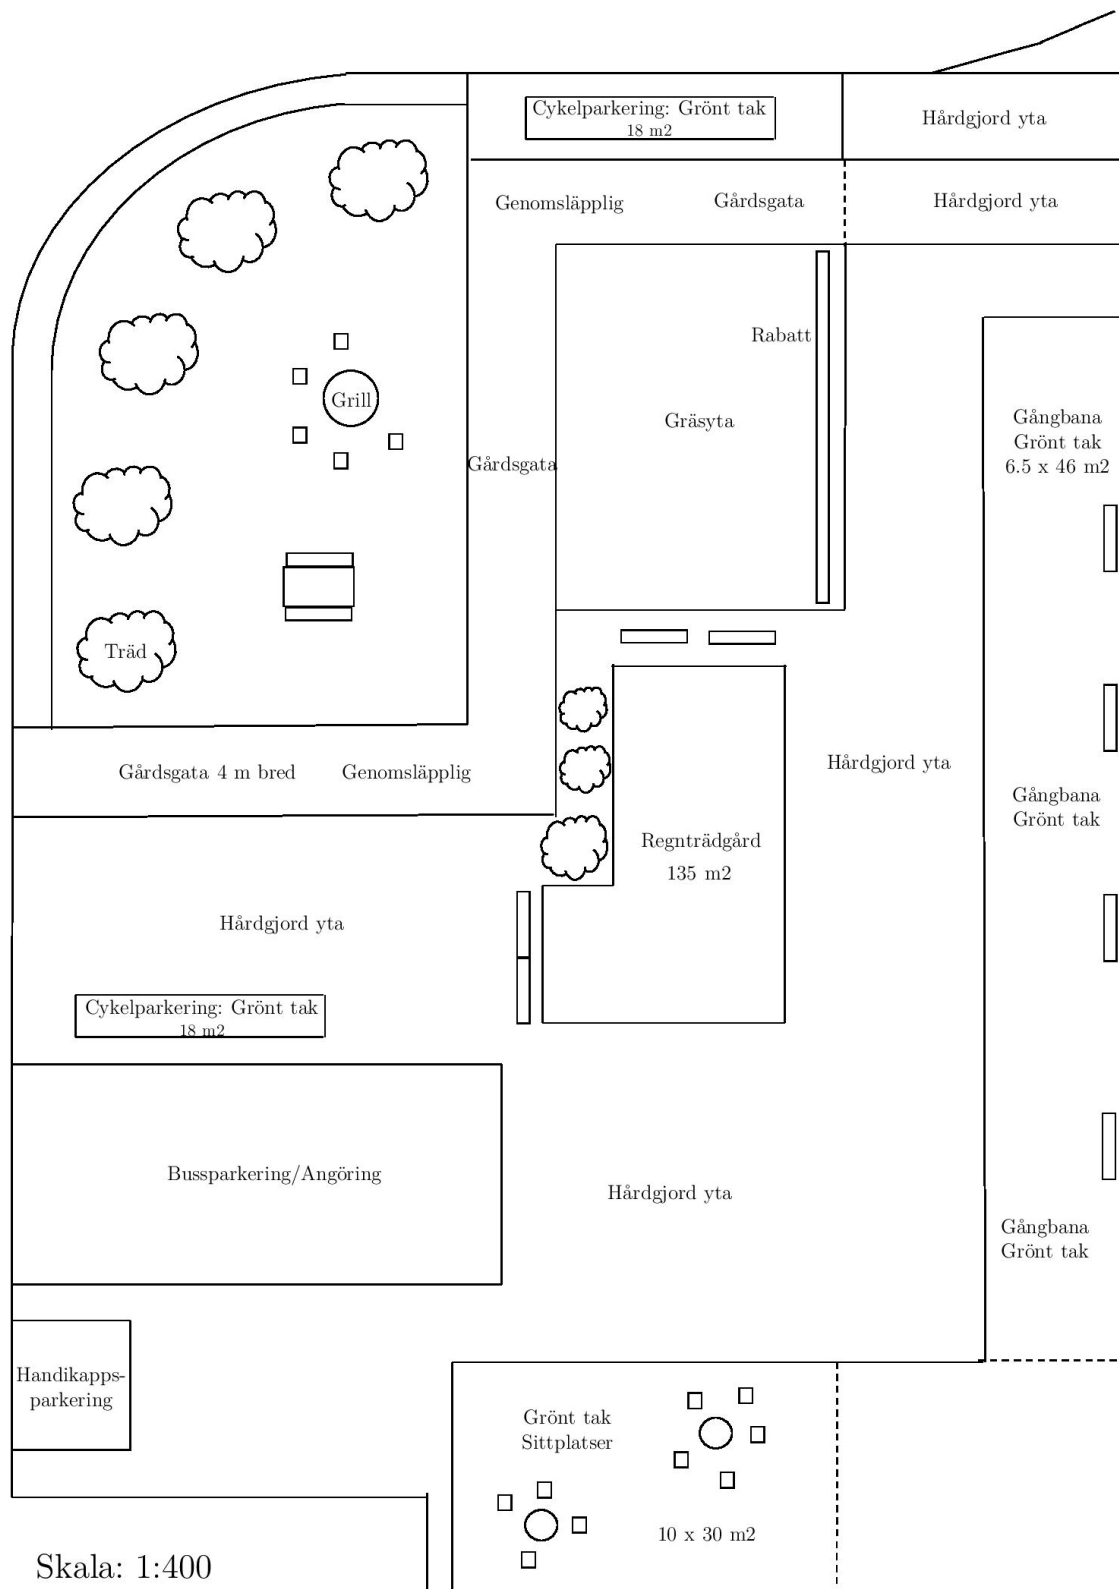 Cykelparkering: Grönt tak
18 m2
Hårdgjord yta
Genomsläpplig
Gårdsgata
Hårdgjord yta
Rabatt
Grill
Gräsyta
Gångbana
Grönt tak
6.5 x 46 m2
Gårdsgata
Träd
Gårdsgata 4 m bred
Genomsläpplig
Hårdgjord yta
Gångbana
Grönt tak
Regnträdgård
135 m2
Hårdgjord yta
Cykelparkering: Grönt tak
18 m2
Bussparkering/Angöring
Hårdgjord yta
Gångbana
Grönt tak
Handikapps-
parkering
Grönt tak
Sittplatser
10 x 30 m2
Skala: 1:400